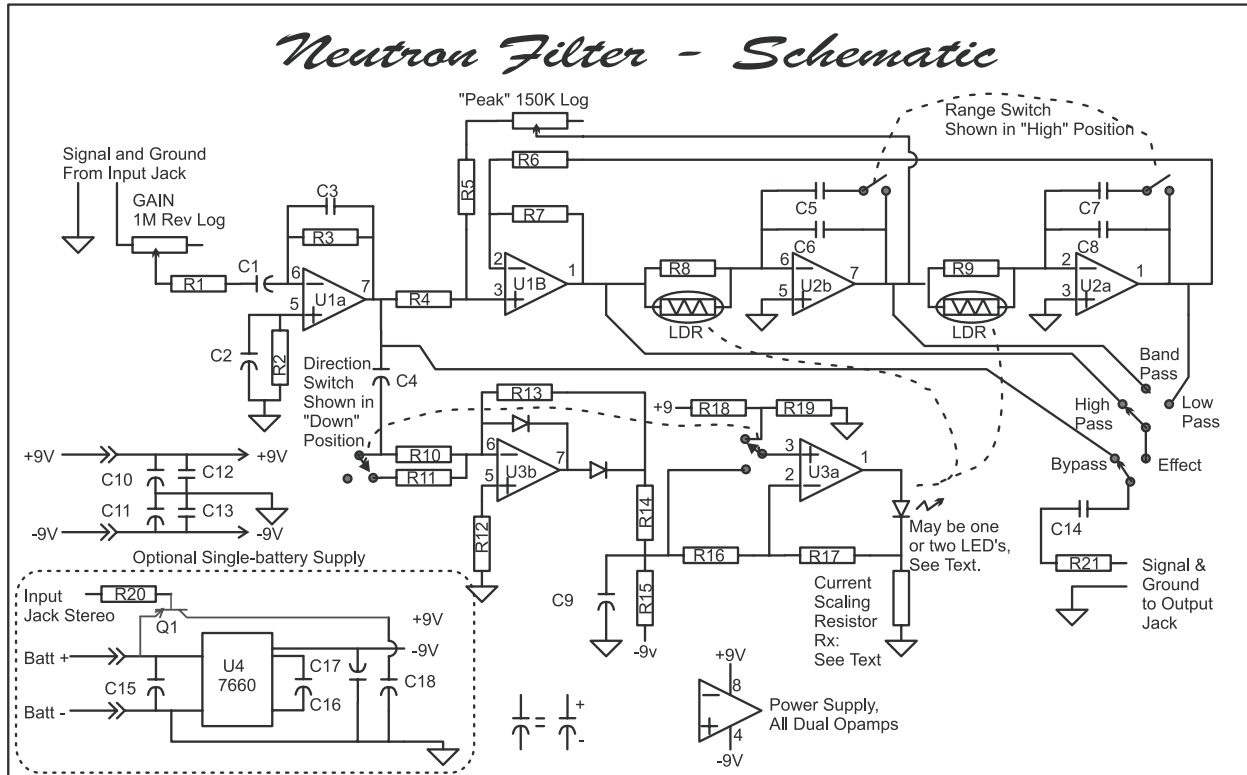 Neutron Filter - Schematic
"Peak" 150K Log
Range Switch
Shown in "High" Position
Signal and Ground
From Input Jack
GAIN
1M Rev Log
R1
C1
C3
R3
6
5
7
U1a
C2
R2
R4
R5
R6
R7
2
3
1
U1B
R8
LDR
C5
C6
6
5
7
U2b
R9
LDR
C7
C8
2
3
1
U2a
Direction
Switch
Shown in
"Down"
Position
C4
R10
R11
R13
6
5
7
U3b
R12
R14
R15
-9v
C9
+9
R18
R19
3
2
1
U3a
R16
R17
May be one
or two LED's,
See Text.
Current
Scaling
Resistor
Rx:
See Text
Band
Pass
High
Pass
Low
Pass
Bypass
Effect
C14
R21
Signal &
Ground
to Output
Jack
+9V
C10
C12
+9V
C11
C13
-9V
-9V
Optional Single-battery Supply
Input
Jack Stereo
R20
Q1
+9V
-9V
Batt +
Batt -
C15
U4
7660
C17
C16
C18
=
+
-
+9V
8
4
-9V
Power Supply,
All Dual Opamps